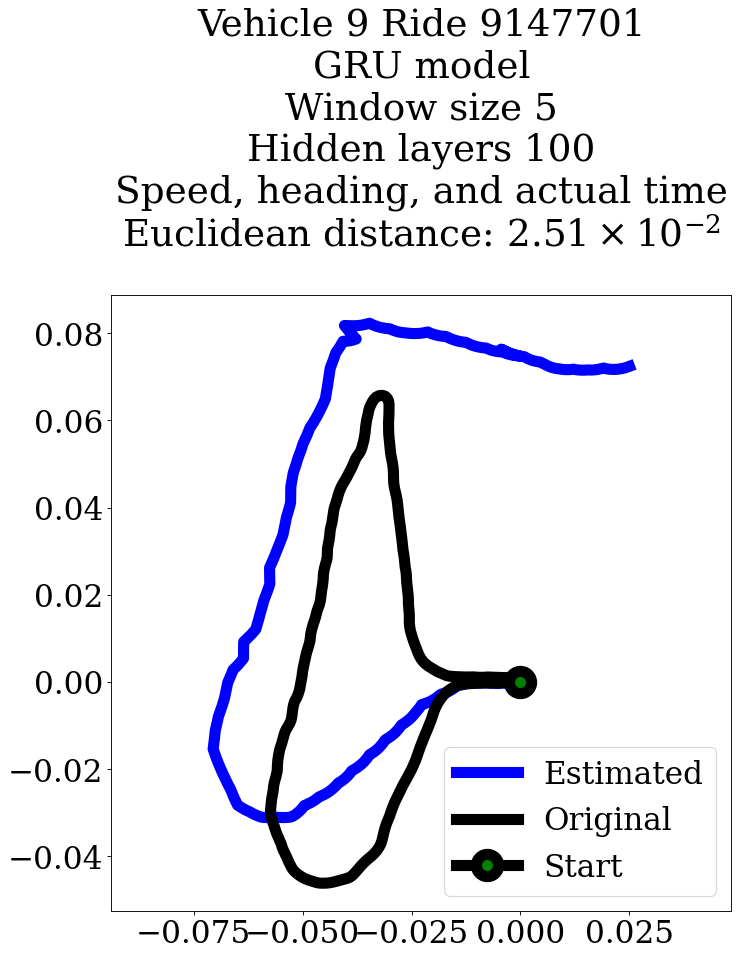 Vehicle 9 Ride 9147701
GRU model
Window size 5
Hidden layers 100
Speed, heading, and actual time
Euclidean distance: 2.51 × 10⁻²
0.08
0.06
0.04
0.02
0.00
−0.02
−0.04
Estimated
Original
Start
−0.075 −0.050 −0.025 0.000 0.025